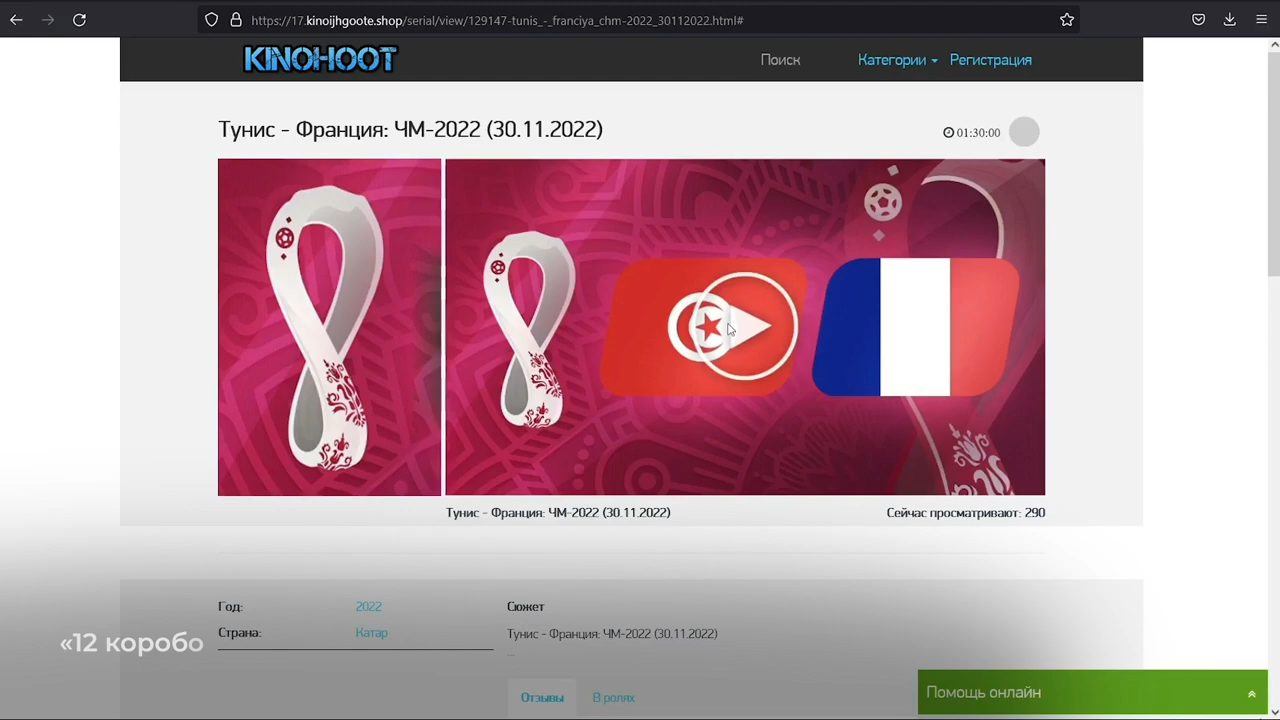 https://17.kinoijhgoote.shop/serial/view/129147-tunis_-_franciya_chm-2022_30112022.html#
KINOHOOT
Поиск
Категории
Регистрация
Тунис - Франция: ЧМ-2022 (30.11.2022)
01:30:00
Тунис - Франция: ЧМ-2022 (30.11.2022)
Сейчас просматривают: 290
Год:
2022
Сюжет
Страна:
Катар
Тунис - Франция: ЧМ-2022 (30.11.2022)
...
«12 коробо
Отзывы
В ролях
Помощь онлайн